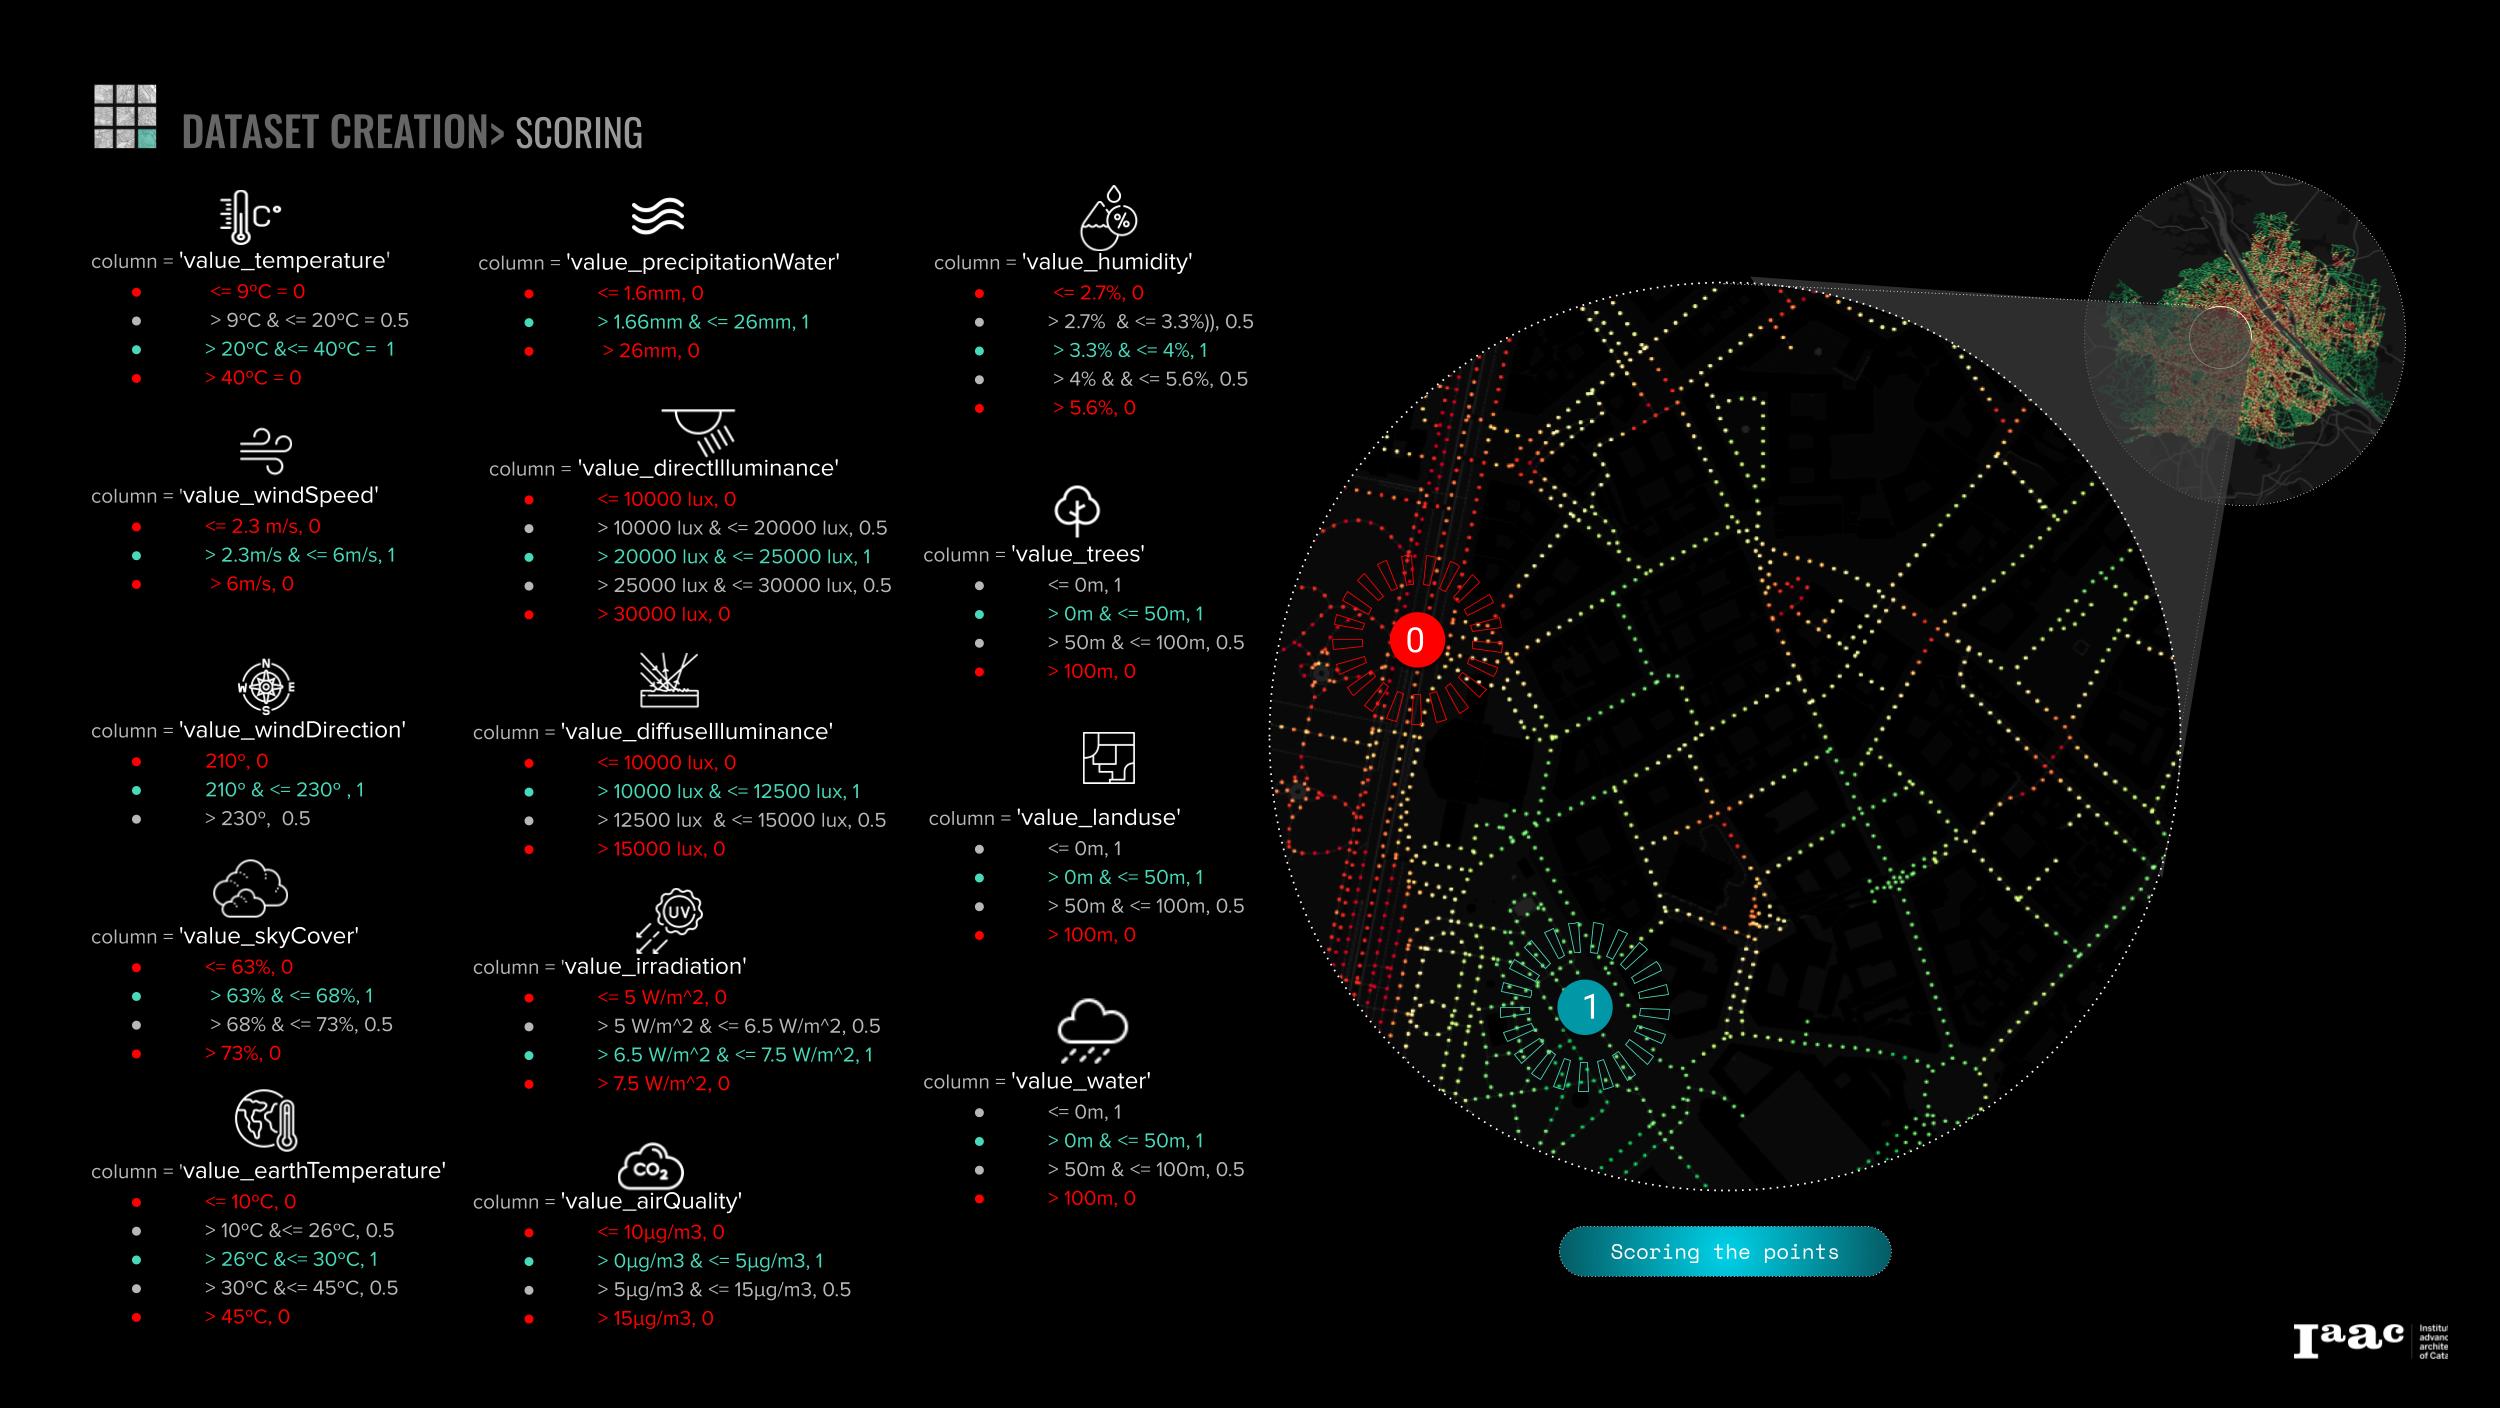 DATASET CREATION> SCORING
C°
column = 'value_temperature'
<= 9ºC = 0
> 9ºC & <= 20ºC = 0.5
> 20ºC &<= 40ºC = 1
> 40ºC = 0
column = 'value_windSpeed'
<= 2.3 m/s, 0
> 2.3m/s & <= 6m/s, 1
> 6m/s, 0
N
W E
S
column = 'value_windDirection'
210º, 0
210º & <= 230º , 1
> 230º, 0.5
column = 'value_skyCover'
<= 63%, 0
> 63% & <= 68%, 1
> 68% & <= 73%, 0.5
> 73%, 0
column = 'value_earthTemperature'
<= 10ºC, 0
> 10ºC &<= 26ºC, 0.5
> 26ºC &<= 30ºC, 1
> 30ºC &<= 45ºC, 0.5
> 45ºC, 0
column = 'value_precipitationWater'
<= 1.6mm, 0
> 1.66mm & <= 26mm, 1
> 26mm, 0
column = 'value_directIlluminance'
<= 10000 lux, 0
> 10000 lux & <= 20000 lux, 0.5
> 20000 lux & <= 25000 lux, 1
> 25000 lux & <= 30000 lux, 0.5
> 30000 lux, 0
column = 'value_diffuseIlluminance'
<= 10000 lux, 0
> 10000 lux & <= 12500 lux, 1
> 12500 lux & <= 15000 lux, 0.5
> 15000 lux, 0
UV
column = 'value_irradiation'
<= 5 W/m^2, 0
> 5 W/m^2 & <= 6.5 W/m^2, 0.5
> 6.5 W/m^2 & <= 7.5 W/m^2, 1
> 7.5 W/m^2, 0
CO2
column = 'value_airQuality'
<= 10µg/m3, 0
> 0µg/m3 & <= 5µg/m3, 1
> 5µg/m3 & <= 15µg/m3, 0.5
> 15µg/m3, 0
%
column = 'value_humidity'
<= 2.7%, 0
> 2.7% & <= 3.3%)), 0.5
> 3.3% & <= 4%, 1
> 4% & & <= 5.6%, 0.5
> 5.6%, 0
column = 'value_trees'
<= 0m, 1
> 0m & <= 50m, 1
> 50m & <= 100m, 0.5
> 100m, 0
column = 'value_landuse'
<= 0m, 1
> 0m & <= 50m, 1
> 50m & <= 100m, 0.5
> 100m, 0
column = 'value_water'
<= 0m, 1
> 0m & <= 50m, 1
> 50m & <= 100m, 0.5
> 100m, 0
0
1
Scoring the points
Iaac
Institu
advanc
archite
of Cata